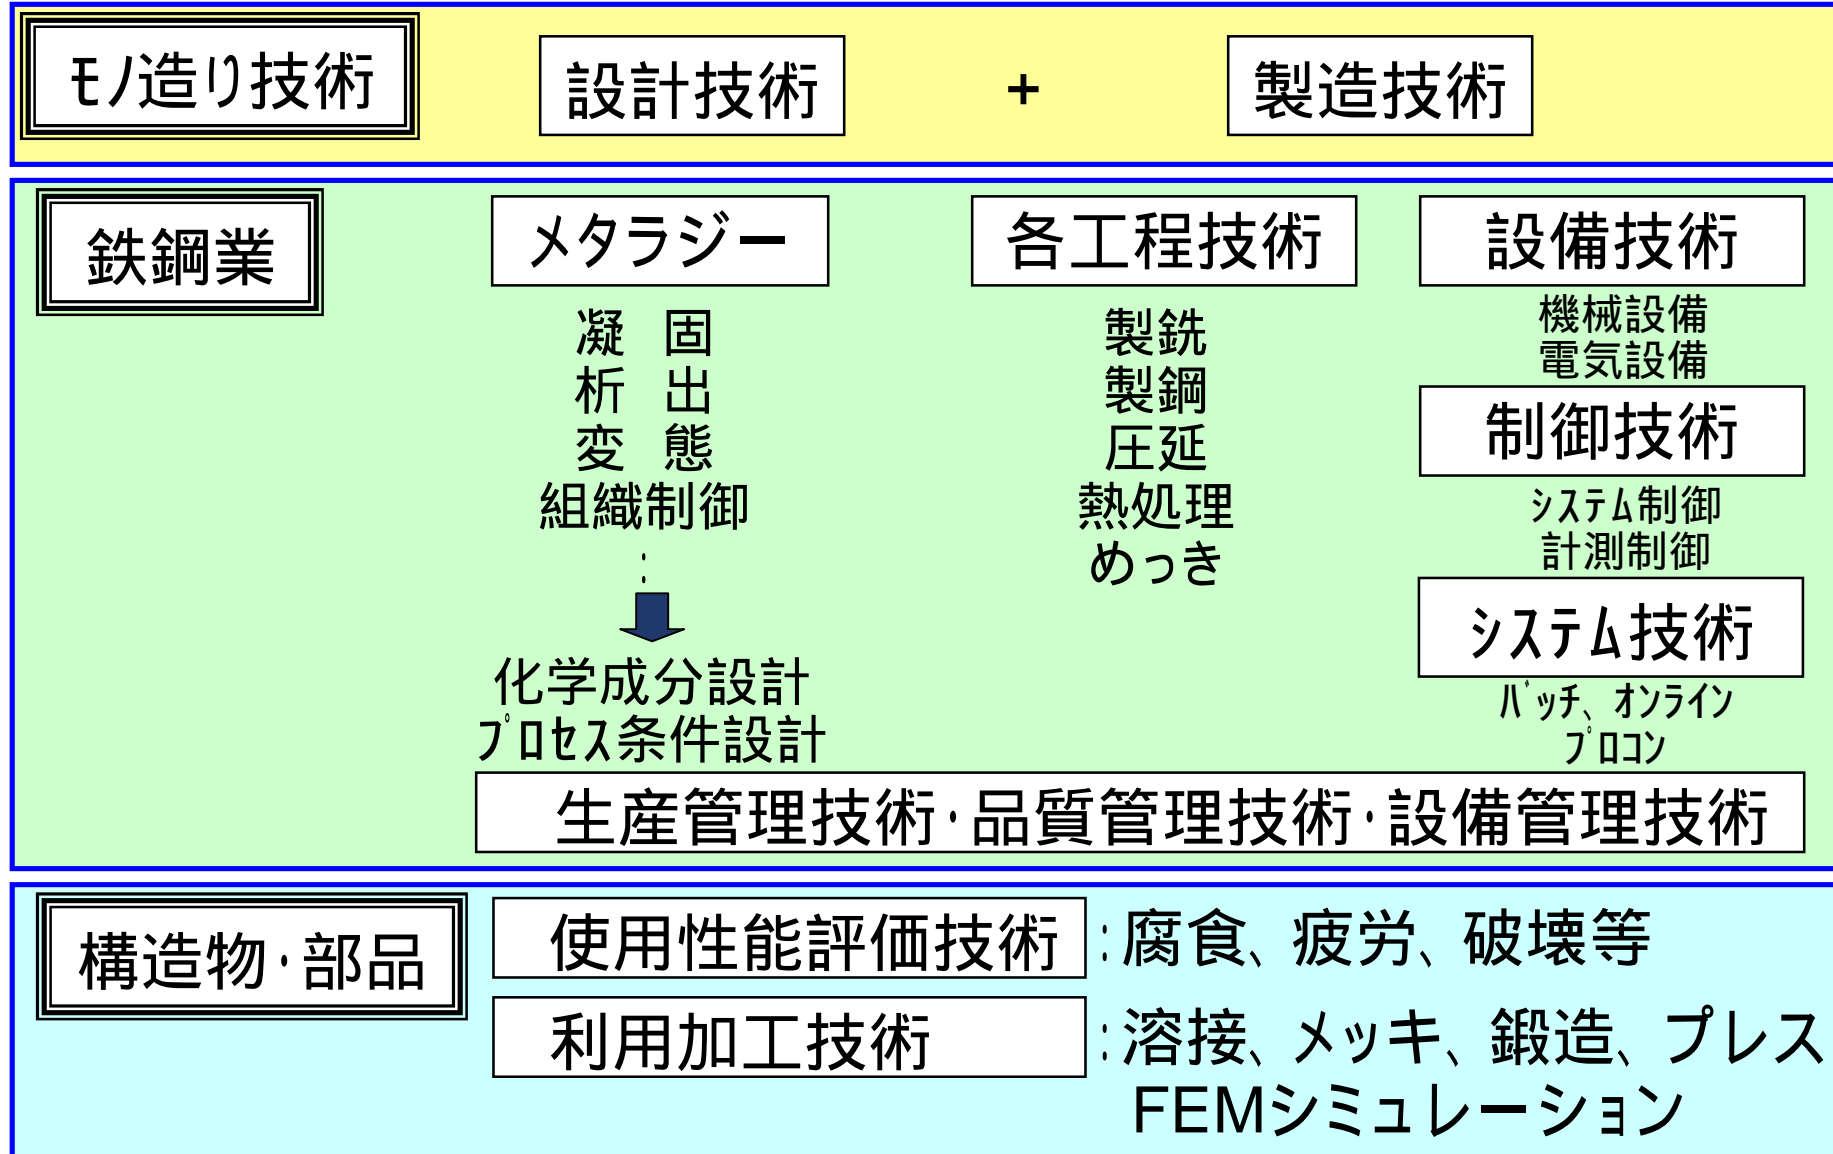 ﾓﾉ造り技術
設計技術
+
製造技術
鉄鋼業
メタラジー
凝 固
析 出
変 態
組織制御
:
化学成分設計
ﾌﾟﾛｾｽ条件設計
各工程技術
製銑
製鋼
圧延
熱処理
めっき
設備技術
機械設備
電気設備
制御技術
ｼｽﾃﾑ制御
計測制御
ｼｽﾃﾑ技術
ﾊﾞｯﾁ、ｵﾝﾗｲﾝ
ﾌﾟﾛｺﾝ
生産管理技術･品質管理技術･設備管理技術
構造物･部品
使用性能評価技術:腐食、疲労、破壊等
利用加工技術:溶接、メッキ、鍛造、プレス
FEMシミュレーション